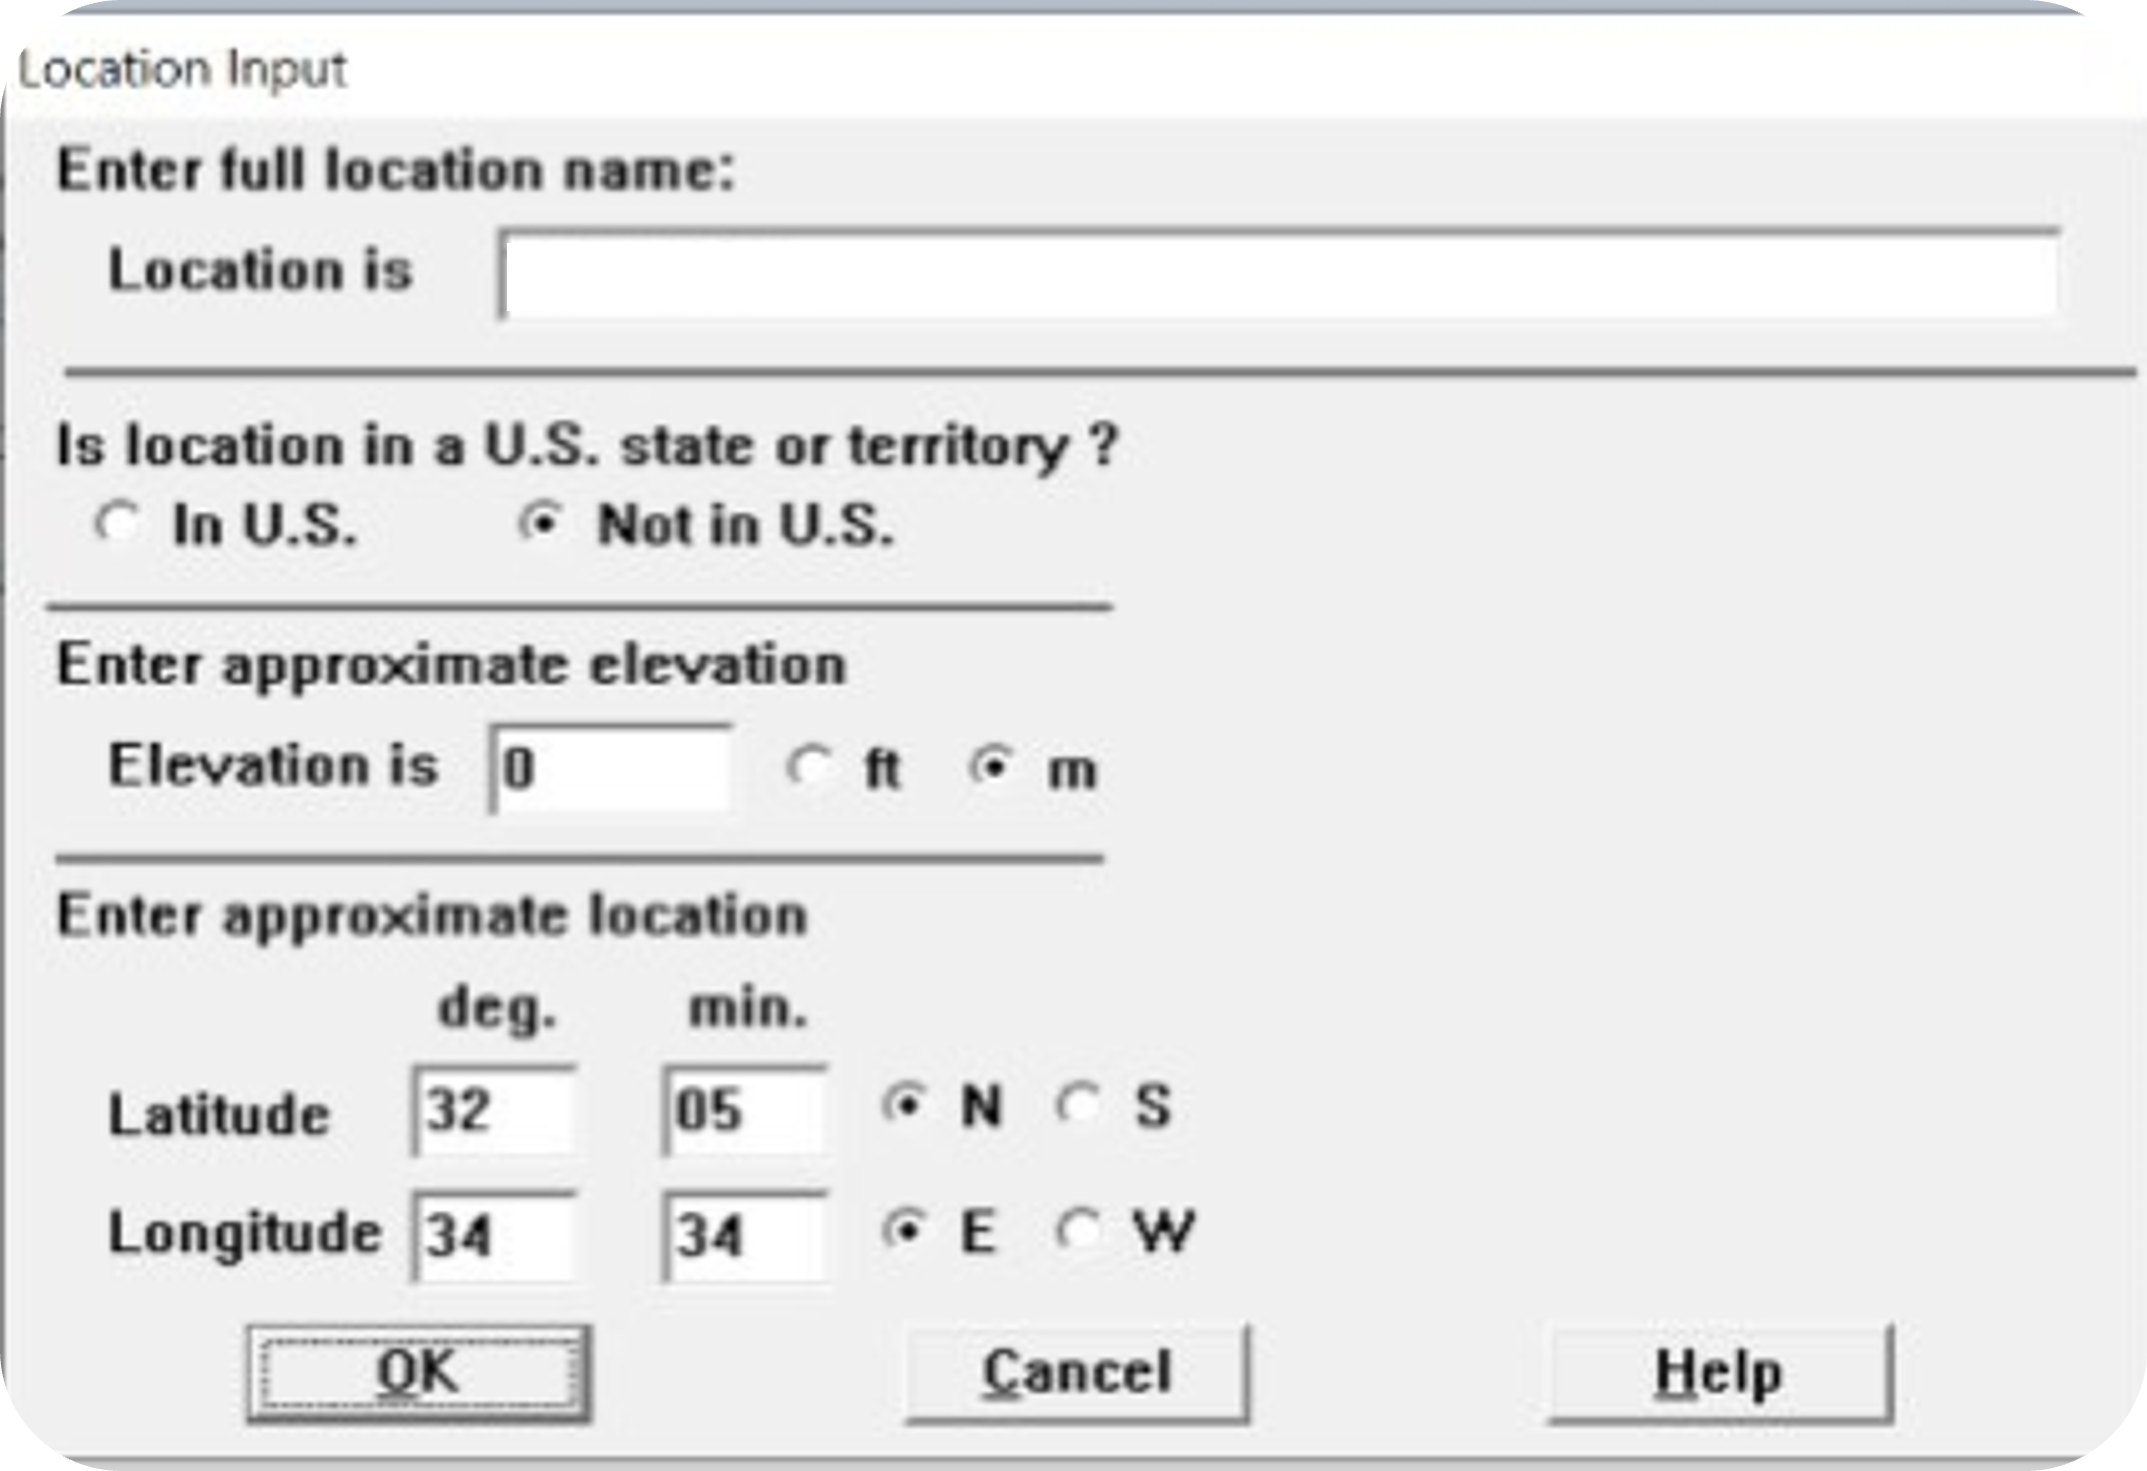 Location Input
Enter full location name:
Location is
Is location in a U.S. state or territory ?
In U.S. Not in U.S.
Enter approximate elevation
Elevation is 0 ft m
Enter approximate location
deg. min.
Latitude 32 05 N S
Longitude 34 34 E W
OK Cancel Help